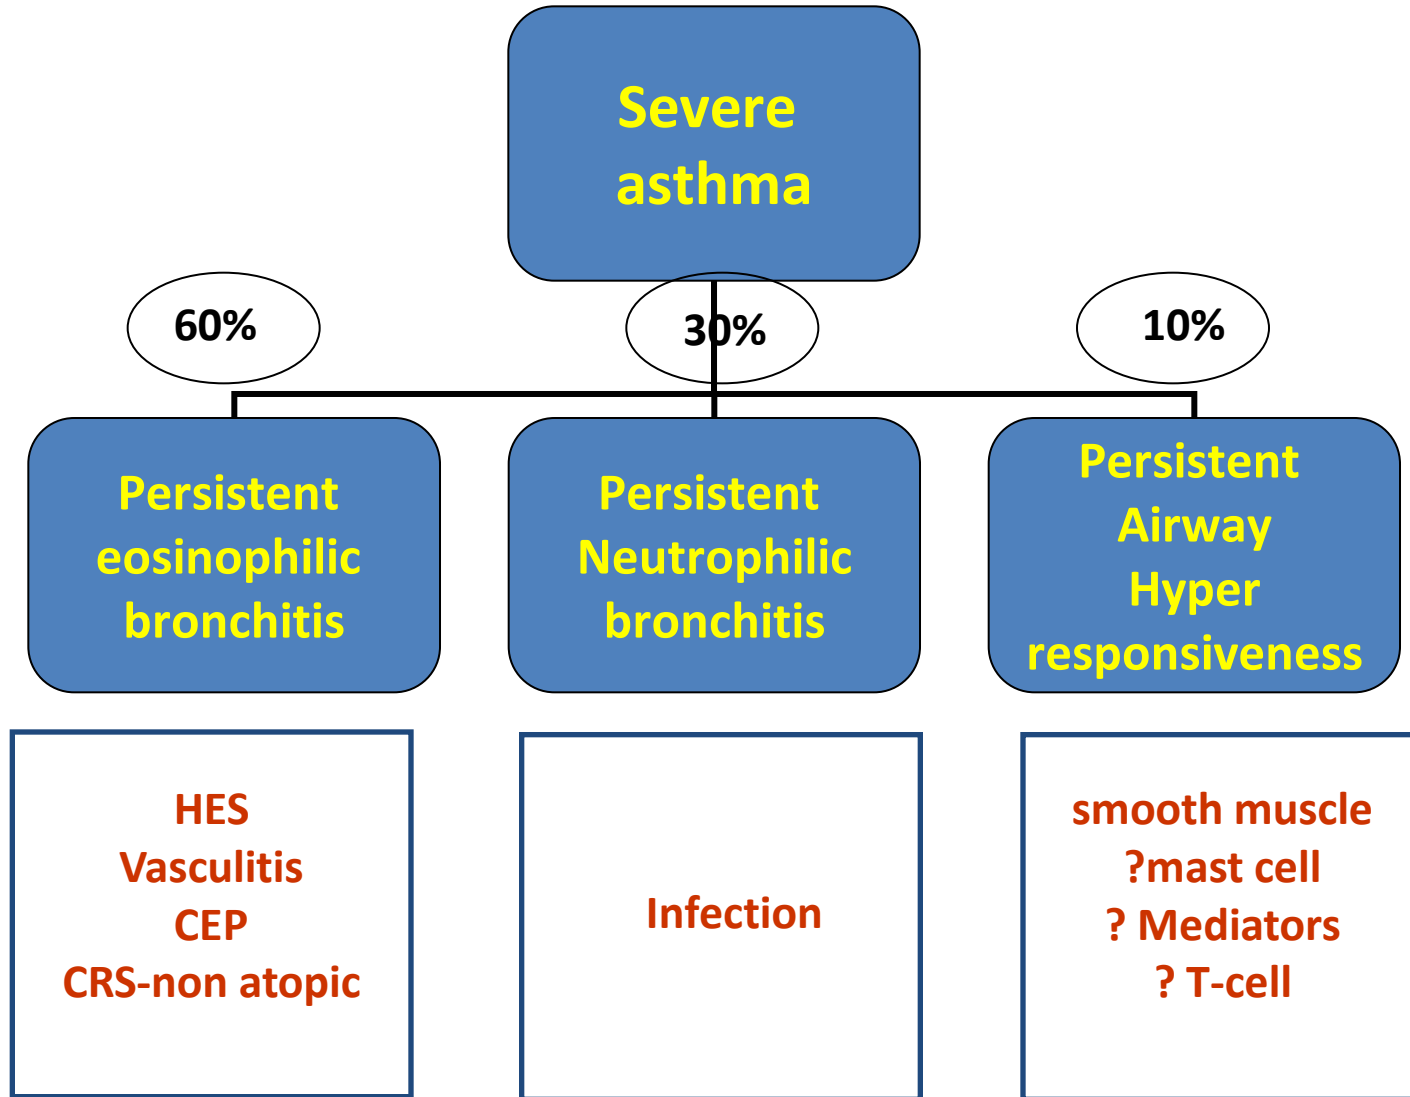 Severe
asthma
60%
30%
10%
Persistent
eosinophilic
bronchitis
Persistent
Neutrophilic
bronchitis
Persistent
Airway
Hyper
responsiveness
HES
Vasculitis
CEP
CRS-non atopic
Infection
smooth muscle
?mast cell
? Mediators
? T-cell